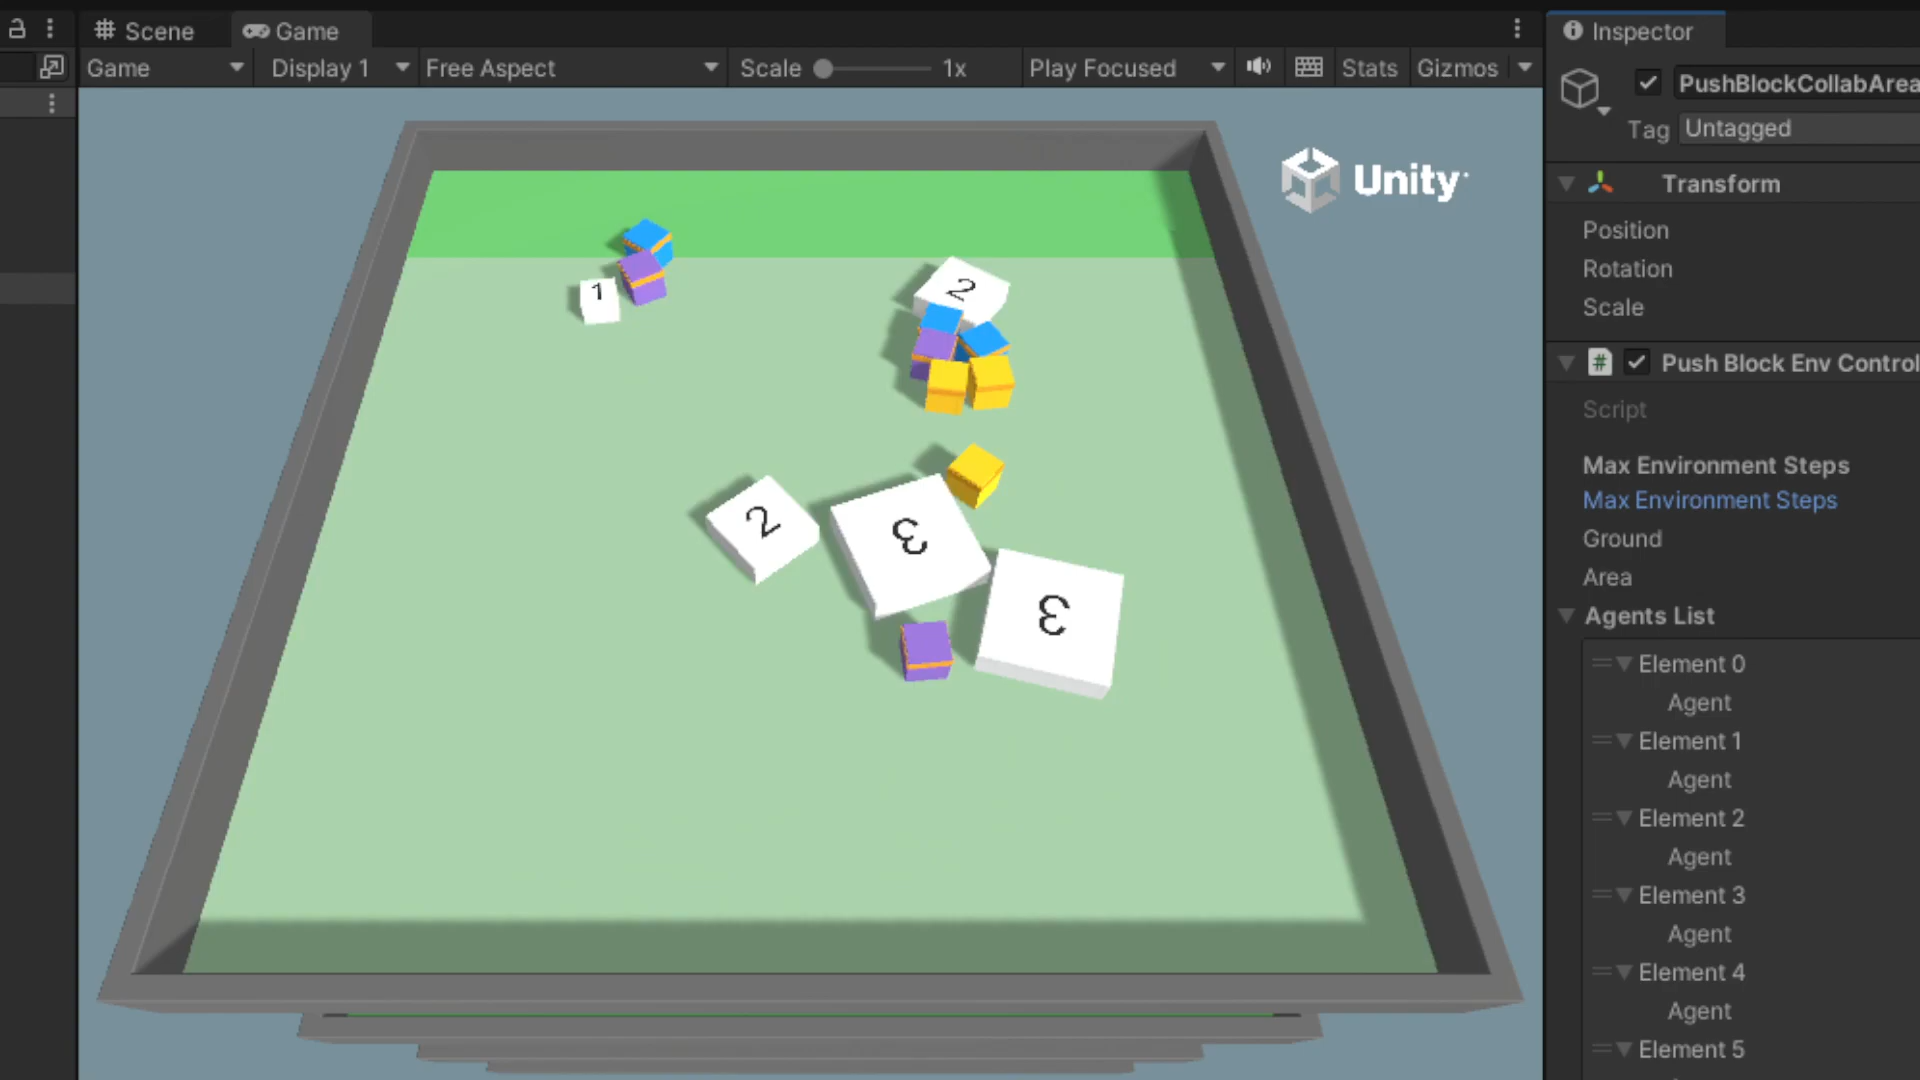 Scene
Game
Game
Display 1
Free Aspect
Scale
1x
Play Focused
Stats
Gizmos
Unity
1
2
2
3
3
Inspector
PushBlockCollabArea
Tag
Untagged
Transform
Position
Rotation
Scale
#
Push Block Env Control
Script
Max Environment Steps
Max Environment Steps
Ground
Area
Agents List
Element 0
Agent
Element 1
Agent
Element 2
Agent
Element 3
Agent
Element 4
Agent
Element 5